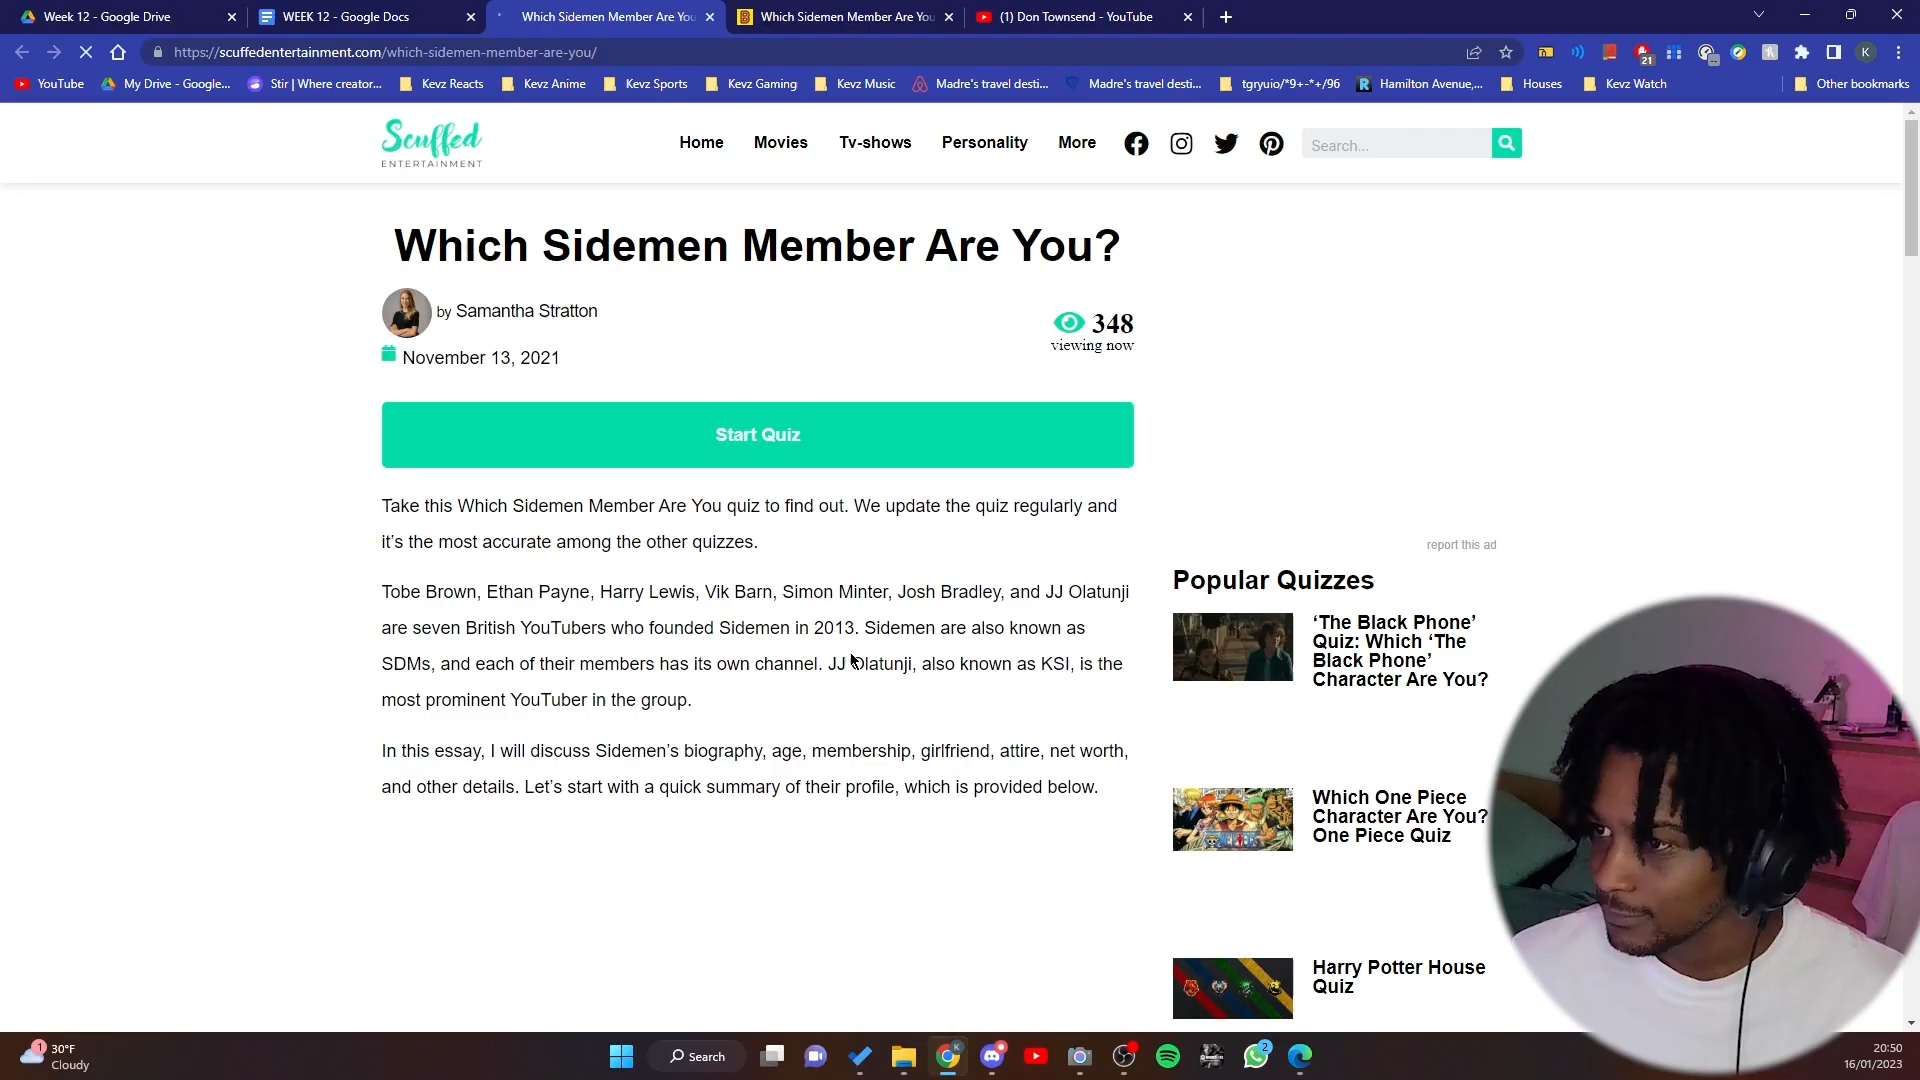 Week 12 - Google Drive
WEEK 12 - Google Docs
Which Sidemen Member Are You
Which Sidemen Member Are You
(1) Don Townsend - YouTube
https://scuffedentertainment.com/which-sidemen-member-are-you/
21
K
YouTube
My Drive - Google...
Stir | Where creator...
Kevz Reacts
Kevz Anime
Kevz Sports
Kevz Gaming
Kevz Music
Madre's travel desti...
Madre's travel desti...
tgryuio/*9+-*+/96
Hamilton Avenue,...
Houses
Kevz Watch
Other bookmarks
Scuffed
ENTERTAINMENT
Home
Movies
Tv-shows
Personality
More
Search...
Which Sidemen Member Are You?
by Samantha Stratton
November 13, 2021
348
viewing now
Start Quiz
Take this Which Sidemen Member Are You quiz to find out. We update the quiz regularly and
it’s the most accurate among the other quizzes.
Tobe Brown, Ethan Payne, Harry Lewis, Vik Barn, Simon Minter, Josh Bradley, and JJ Olatunji
are seven British YouTubers who founded Sidemen in 2013. Sidemen are also known as
SDMs, and each of their members has its own channel. JJ Olatunji, also known as KSI, is the
most prominent YouTuber in the group.
In this essay, I will discuss Sidemen’s biography, age, membership, girlfriend, attire, net worth,
and other details. Let’s start with a quick summary of their profile, which is provided below.
report this ad
Popular Quizzes
‘The Black Phone’
Quiz: Which ‘The
Black Phone’
Character Are You?
Which One Piece
Character Are You?
One Piece Quiz
Harry Potter House
Quiz
1
30°F
Cloudy
Search
K
2
20:50
16/01/2023